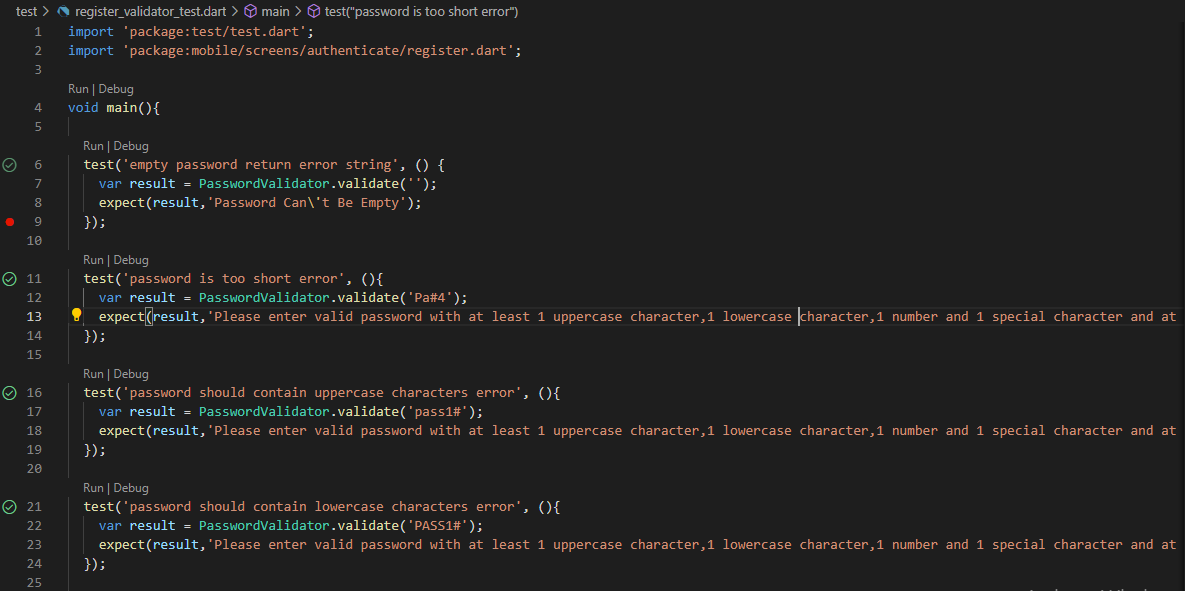 test > register_validator_test.dart > main > test("password is too short error")
1 import 'package:test/test.dart';
2 import 'package:mobile/screens/authenticate/register.dart';
3
Run | Debug
4 void main(){
5
Run | Debug
6 test('empty password return error string', () {
7 var result = PasswordValidator.validate('');
8 expect(result,'Password Can\'t Be Empty');
9 });
10
Run | Debug
11 test('password is too short error', (){
12 var result = PasswordValidator.validate('Pa#4');
13 expect(result,'Please enter valid password with at least 1 uppercase character,1 lowercase character,1 number and 1 special character and at
14 });
15
Run | Debug
16 test('password should contain uppercase characters error', (){
17 var result = PasswordValidator.validate('pass1#');
18 expect(result,'Please enter valid password with at least 1 uppercase character,1 lowercase character,1 number and 1 special character and at
19 });
20
Run | Debug
21 test('password should contain lowercase characters error', (){
22 var result = PasswordValidator.validate('PASS1#');
23 expect(result,'Please enter valid password with at least 1 uppercase character,1 lowercase character,1 number and 1 special character and at
24 });
25